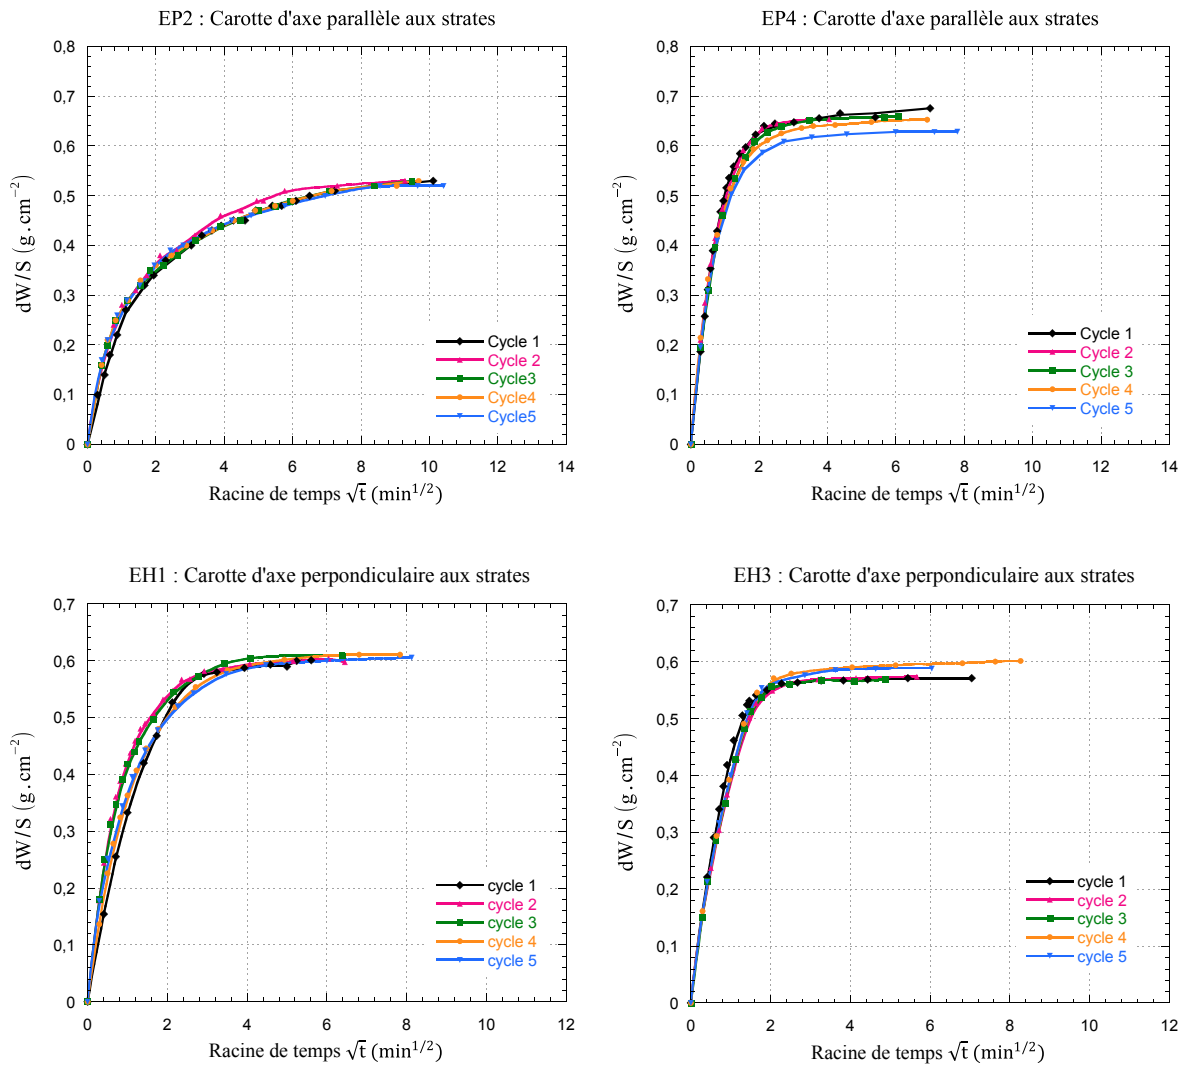 EP2 : Carotte d'axe parallèle aux strates
0,8
0,7
0,6
0,5
0,4
0,3
0,2
0,1
0
dW/S (g.cm⁻²)
Cycle 1
Cycle 2
Cycle3
Cycle4
Cycle5
0 2 4 6 8 10 12 14
Racine de temps √t (min^1/2)
EP4 : Carotte d'axe parallèle aux strates
0,8
0,7
0,6
0,5
0,4
0,3
0,2
0,1
0
dW/S (g.cm⁻²)
Cycle 1
Cycle 2
Cycle 3
Cycle 4
Cycle 5
0 2 4 6 8 10 12 14
Racine de temps √t (min^1/2)
EH1 : Carotte d'axe perpondiculaire aux strates
0,7
0,6
0,5
0,4
0,3
0,2
0,1
0
dW/S (g.cm⁻²)
cycle 1
cycle 2
cycle 3
cycle 4
cycle 5
0 2 4 6 8 10 12
Racine de temps √t (min^1/2)
EH3 : Carotte d'axe perpondiculaire aux strates
0,7
0,6
0,5
0,4
0,3
0,2
0,1
0
dW/S (g.cm⁻²)
cycle 1
cycle 2
cycle 3
cycle 4
cycle 5
0 2 4 6 8 10 12
Racine de temps √t (min^1/2)